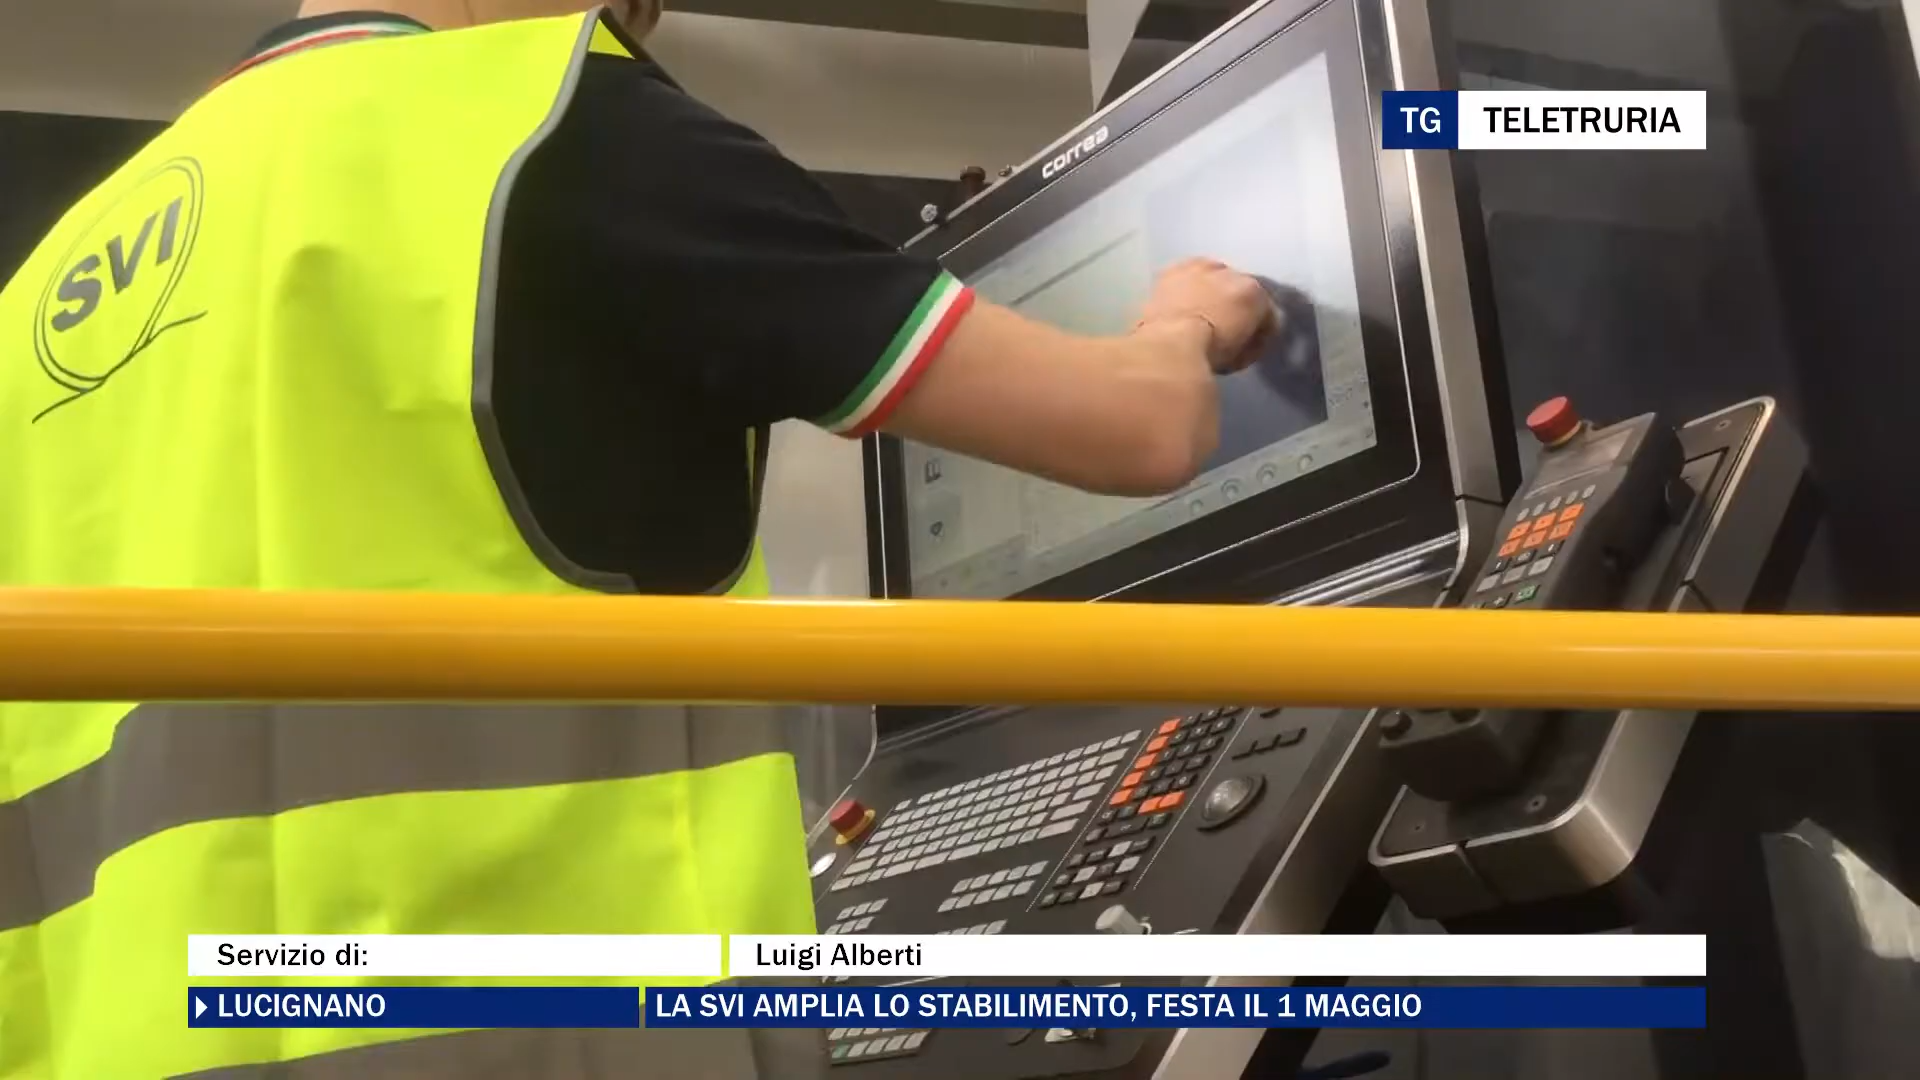 TG TELETRURIA
correa
SVI
Servizio di: Luigi Alberti
LUCIGNANO LA SVI AMPLIA LO STABILIMENTO, FESTA IL 1 MAGGIO